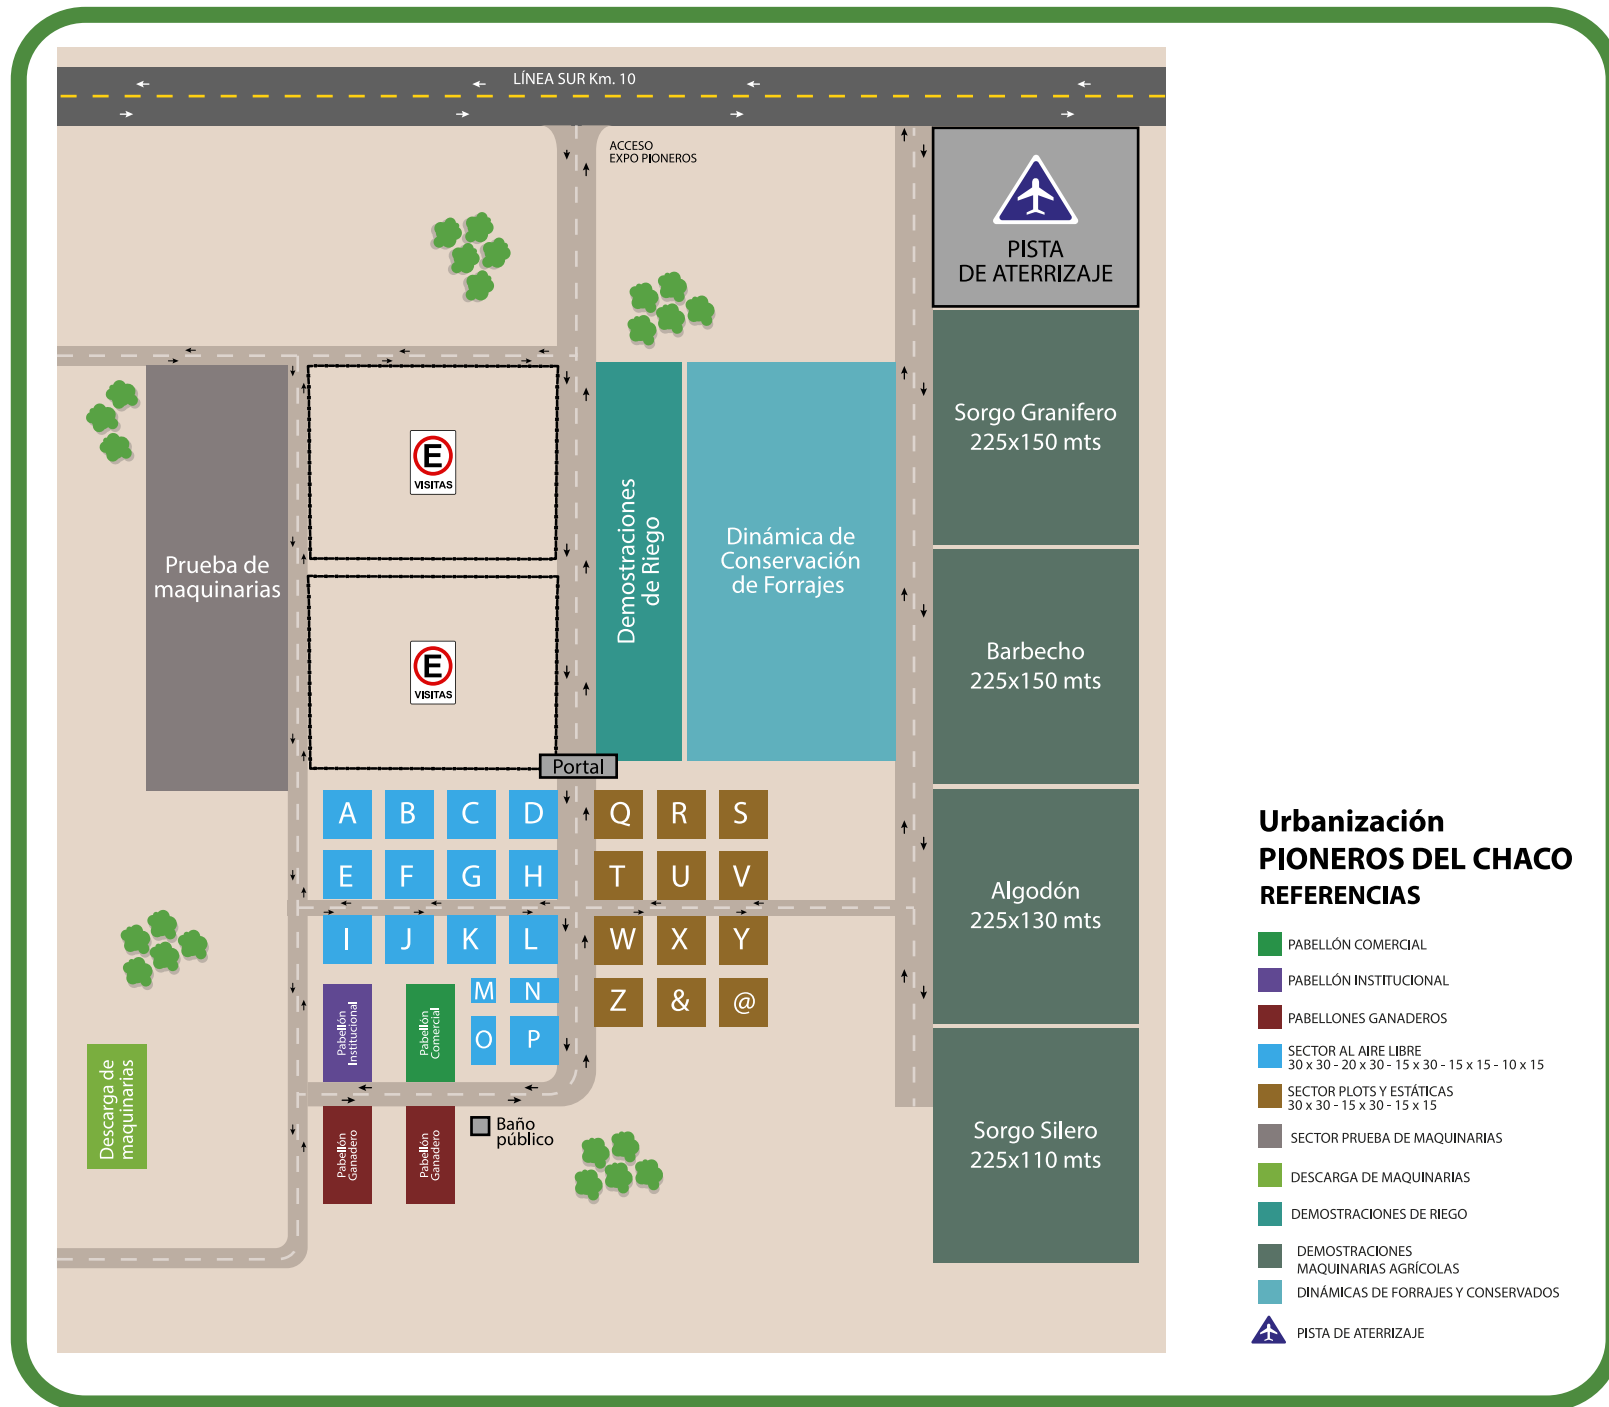 LÍNEA SUR Km. 10
ACCESO
EXPO PIONEROS
PISTA
DE ATERRIZAJE
Sorgo Granifero
225x150 mts
E
VISITAS
Prueba de
maquinarias
Demostraciones
de Riego
Dinámica de
Conservación
de Forrajes
E
VISITAS
Barbecho
225x150 mts
Portal
A B C D Q R S
E F G H T U V
I J K L W X Y
M N Z & @
O P
Algodón
225x130 mts
Pabellón
Institucional
Pabellón
Comercial
Descarga de
maquinarias
Pabellón
Ganadero
Pabellón
Ganadero
Baño
público
Sorgo Silero
225x110 mts
Urbanización
PIONEROS DEL CHACO
REFERENCIAS
PABELLÓN COMERCIAL
PABELLÓN INSTITUCIONAL
PABELLONES GANADEROS
SECTOR AL AIRE LIBRE
30 x 30 - 20 x 30 - 15 x 30 - 15 x 15 - 10 x 15
SECTOR PLOTS Y ESTÁTICAS
30 x 30 - 15 x 30 - 15 x 15
SECTOR PRUEBA DE MAQUINARIAS
DESCARGA DE MAQUINARIAS
DEMOSTRACIONES DE RIEGO
DEMOSTRACIONES
MAQUINARIAS AGRÍCOLAS
DINÁMICAS DE FORRAJES Y CONSERVADOS
PISTA DE ATERRIZAJE